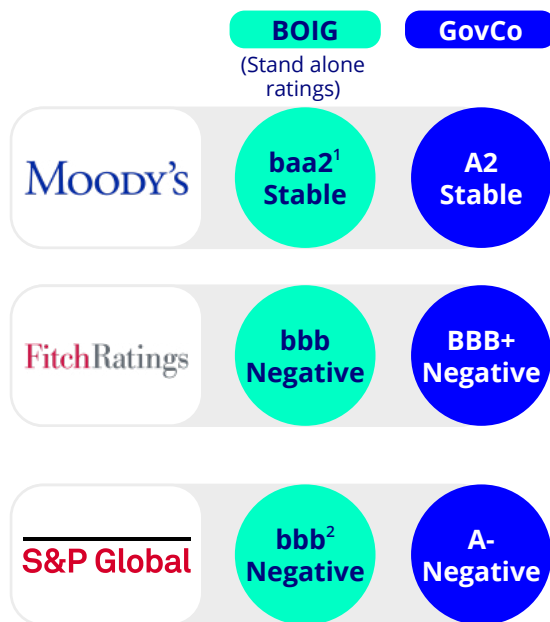 BOIG GovCo
(Stand alone
ratings)
MOODY'S
baa2¹
Stable
A2
Stable
FitchRatings
bbb
Negative
BBB+
Negative
S&P Global
bbb²
Negative
A-
Negative